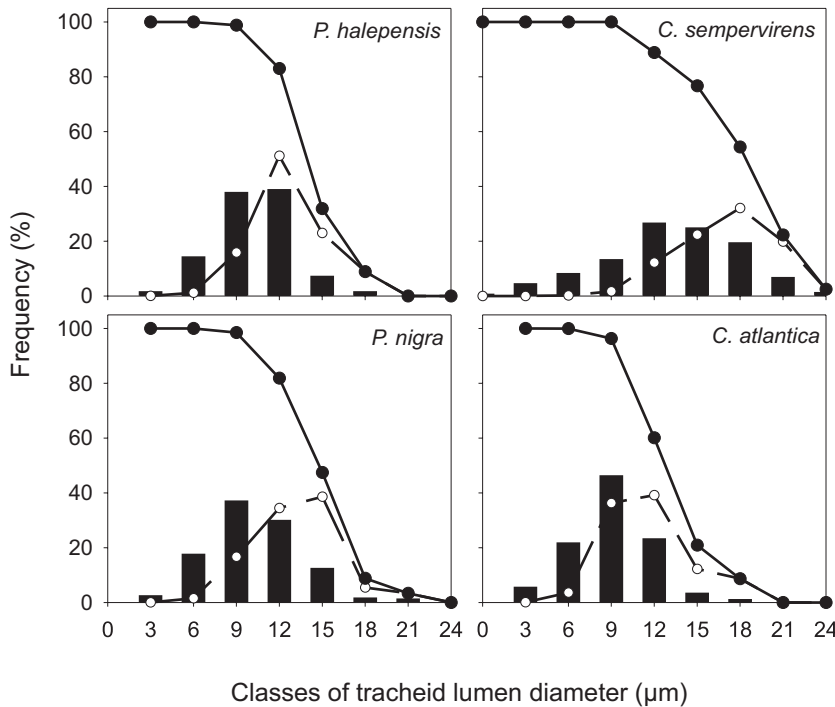 P. halepensis
C. sempervirens
100
80
60
40
20
0
Frequency (%)
P. nigra
C. atlantica
100
80
60
40
20
0
0 3 6 9 12 15 18 21 24
0 3 6 9 12 15 18 21 24
Classes of tracheid lumen diameter (µm)